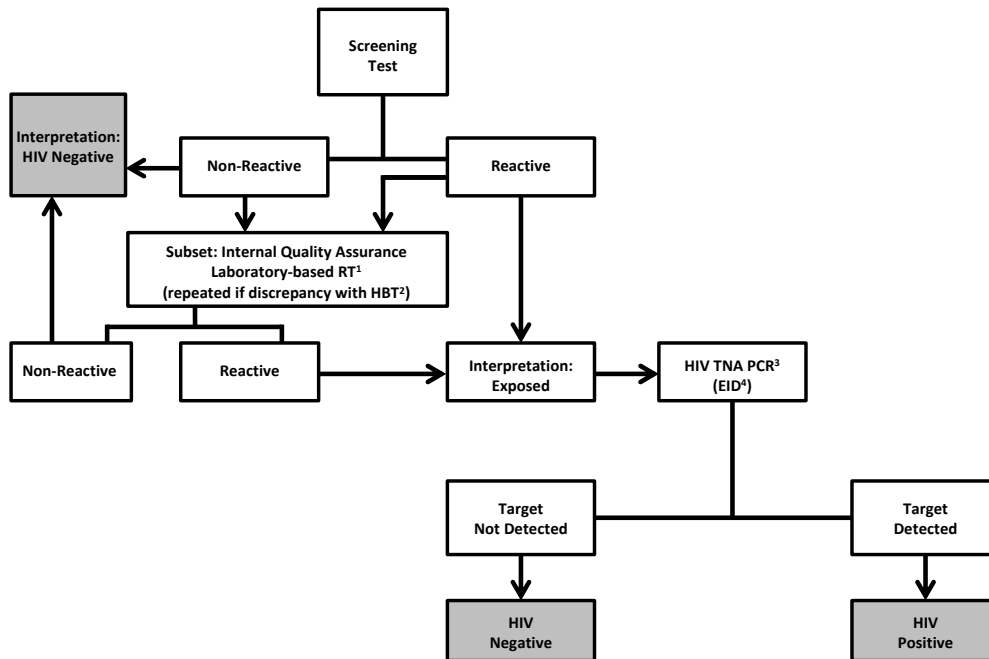 Screening
Test
Interpretation:
HIV Negative
Non-Reactive
Reactive
Subset: Internal Quality Assurance
Laboratory-based RT¹
(repeated if discrepancy with HBT²)
Non-Reactive
Reactive
Interpretation:
Exposed
HIV TNA PCR³
(EID⁴)
Target
Not Detected
Target
Detected
HIV
Negative
HIV
Positive